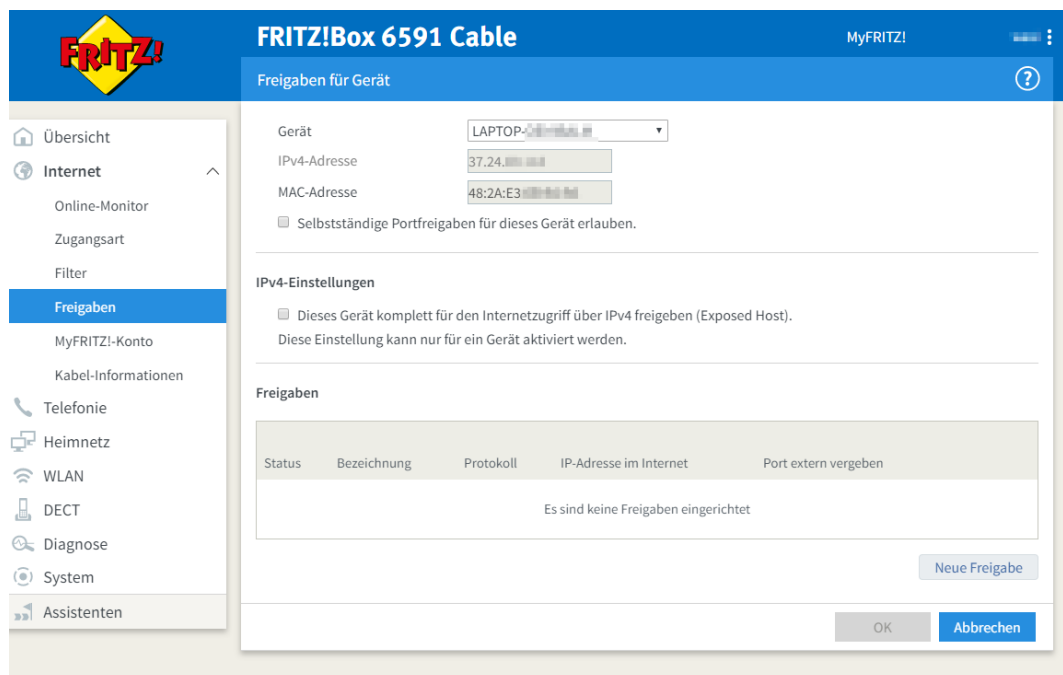 FRITZ!
FRITZ!Box 6591 Cable
MyFRITZ!
Freigaben für Gerät
?
Übersicht
Internet
Online-Monitor
Zugangsart
Filter
Freigaben
MyFRITZ!-Konto
Kabel-Informationen
Telefonie
Heimnetz
WLAN
DECT
Diagnose
System
Assistenten
Gerät LAPTOP-
IPv4-Adresse 37.24.
MAC-Adresse 48:2A:E3
Selbstständige Portfreigaben für dieses Gerät erlauben.
IPv4-Einstellungen
Dieses Gerät komplett für den Internetzugriff über IPv4 freigeben (Exposed Host).
Diese Einstellung kann nur für ein Gerät aktiviert werden.
Freigaben
Status Bezeichnung Protokoll IP-Adresse im Internet Port extern vergeben
Es sind keine Freigaben eingerichtet
Neue Freigabe
OK Abbrechen